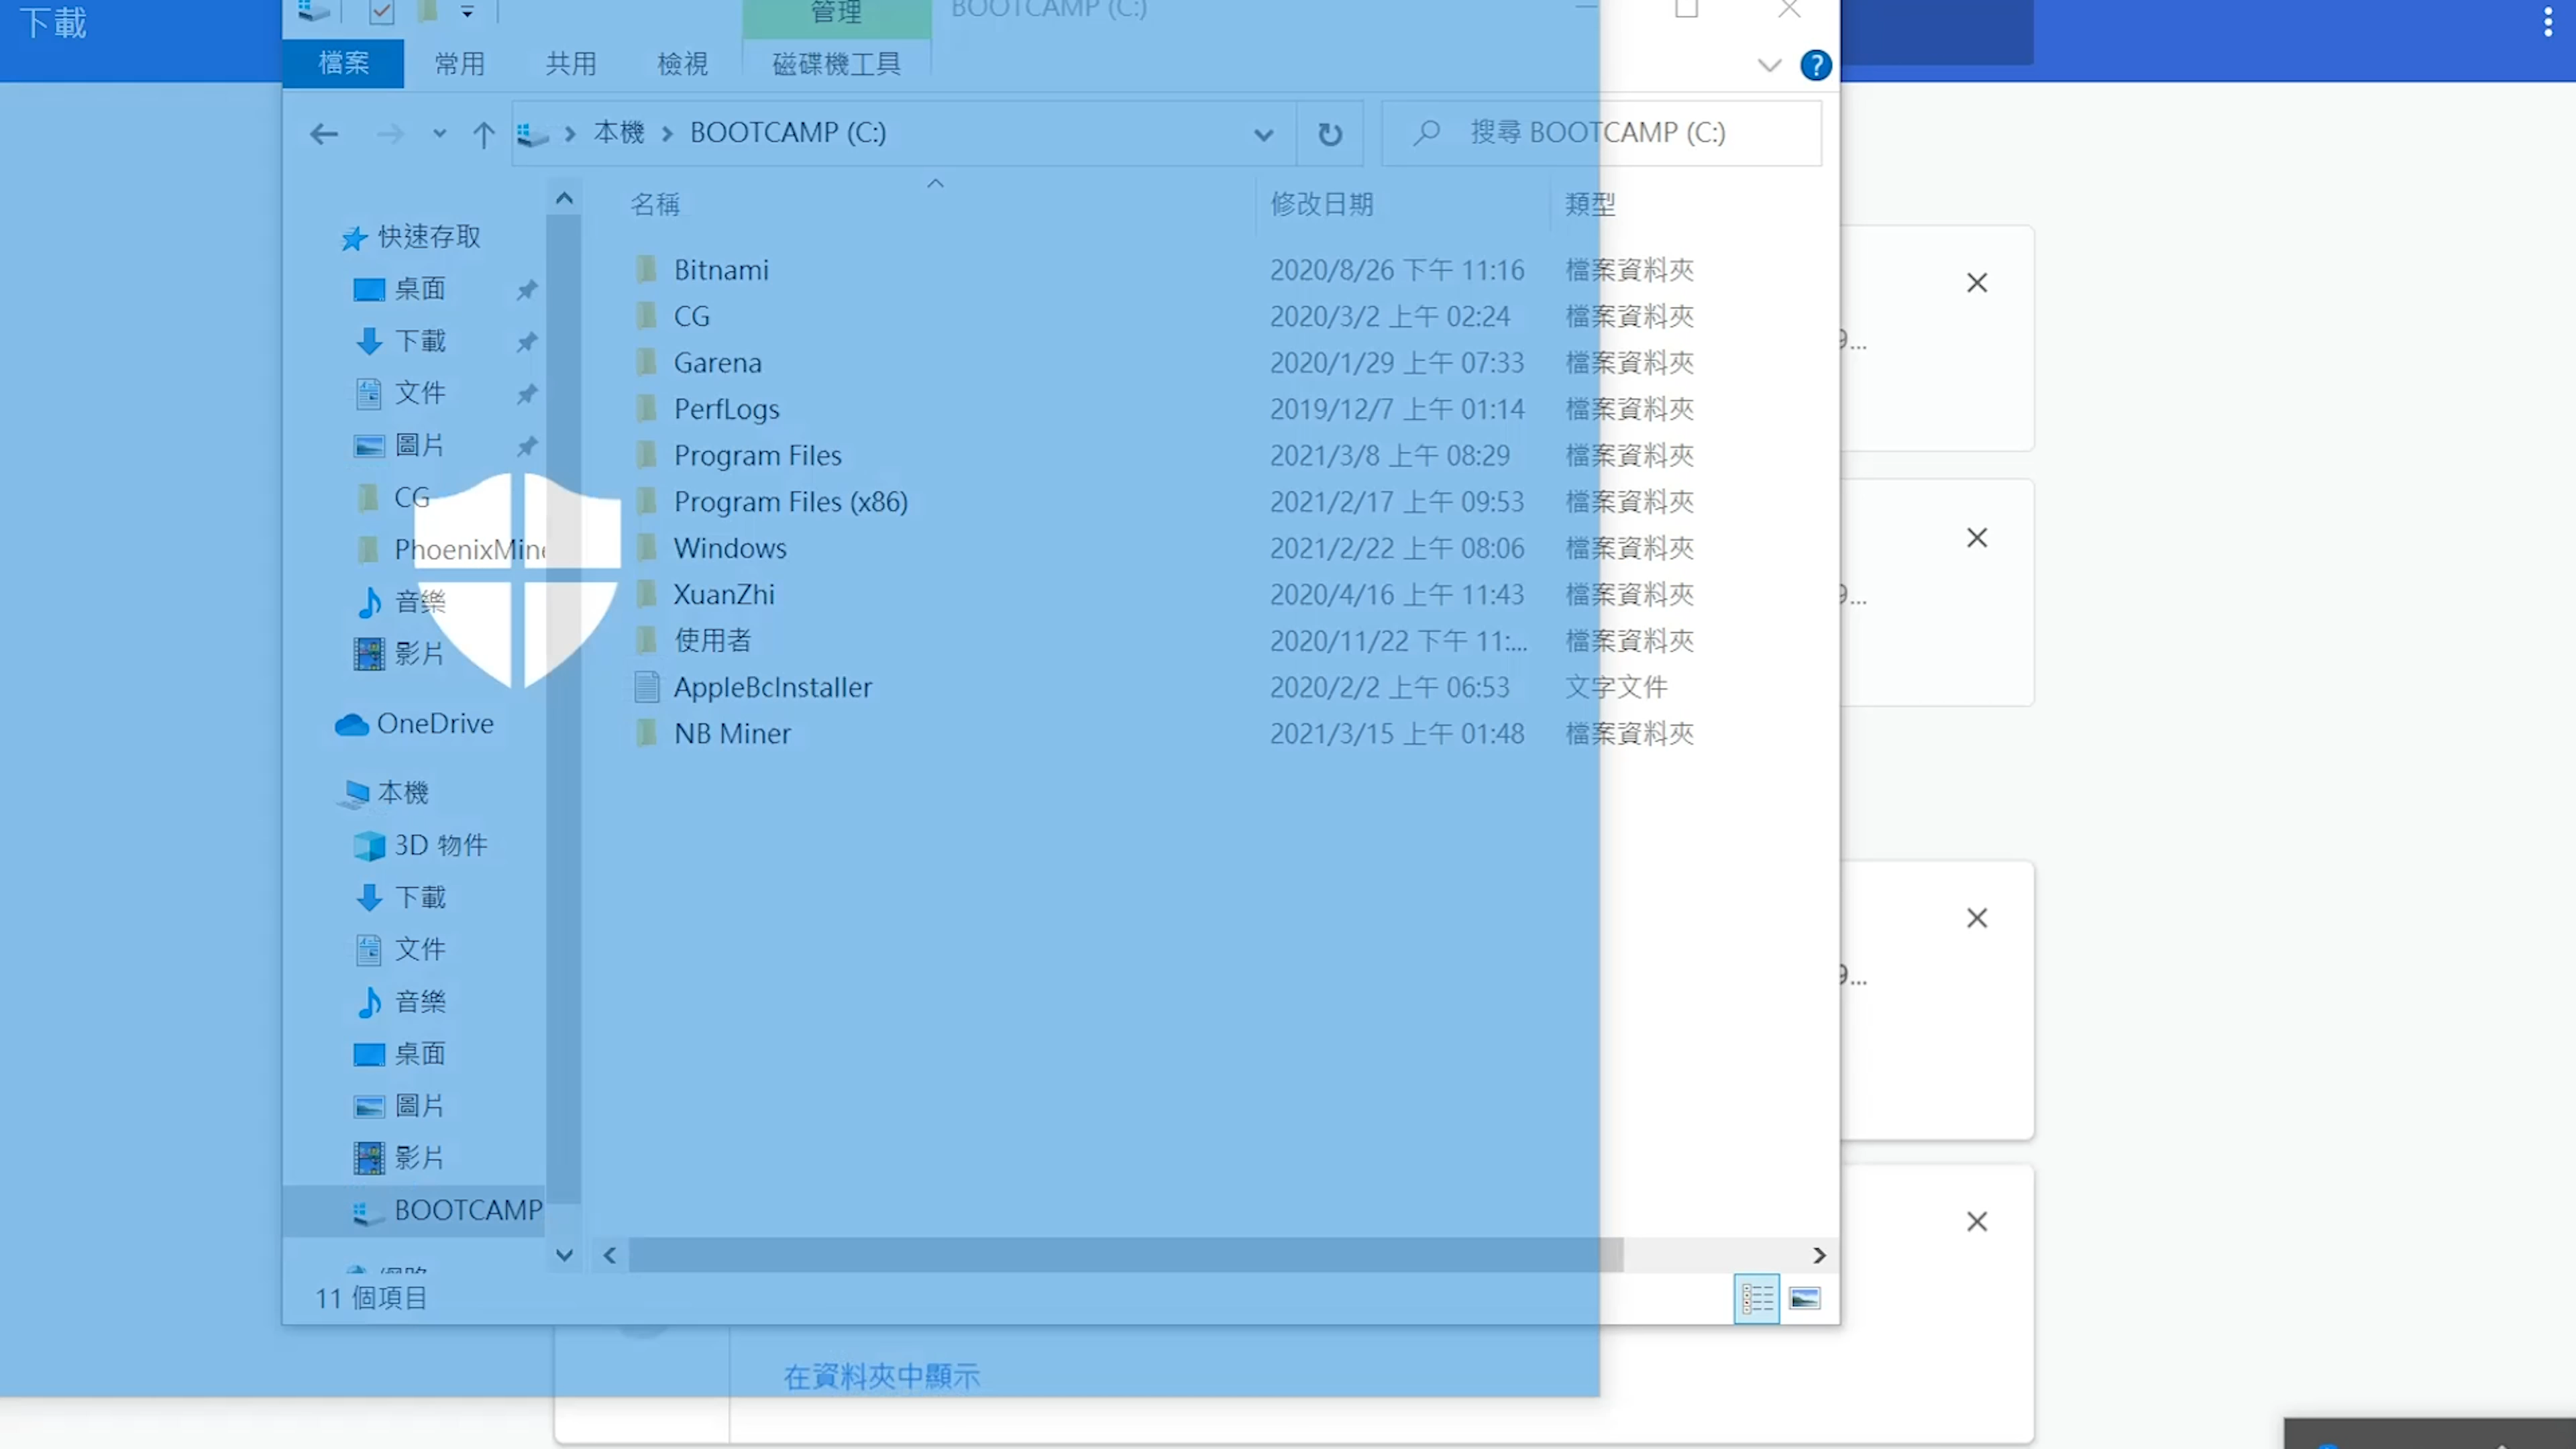 下載
管理
BOOTCAMP (C:)
檔案
常用
共用
檢視
磁碟機工具
本機
BOOTCAMP (C:)
搜尋 BOOTCAMP (C:)
名稱
修改日期
類型
快速存取
桌面
下載
文件
圖片
CG
PhoenixMine
音樂
影片
OneDrive
本機
3D 物件
下載
文件
音樂
桌面
圖片
影片
BOOTCAMP
網路
Bitnami 2020/8/26 下午 11:16 檔案資料夾
CG 2020/3/2 上午 02:24 檔案資料夾
Garena 2020/1/29 上午 07:33 檔案資料夾
PerfLogs 2019/12/7 上午 01:14 檔案資料夾
Program Files 2021/3/8 上午 08:29 檔案資料夾
Program Files (x86) 2021/2/17 上午 09:53 檔案資料夾
Windows 2021/2/22 上午 08:06 檔案資料夾
XuanZhi 2020/4/16 上午 11:43 檔案資料夾
使用者 2020/11/22 下午 11:... 檔案資料夾
AppleBcInstaller 2020/2/2 上午 06:53 文字文件
NB Miner 2021/3/15 上午 01:48 檔案資料夾
9...
9...
9...
11 個項目
在資料夾中顯示